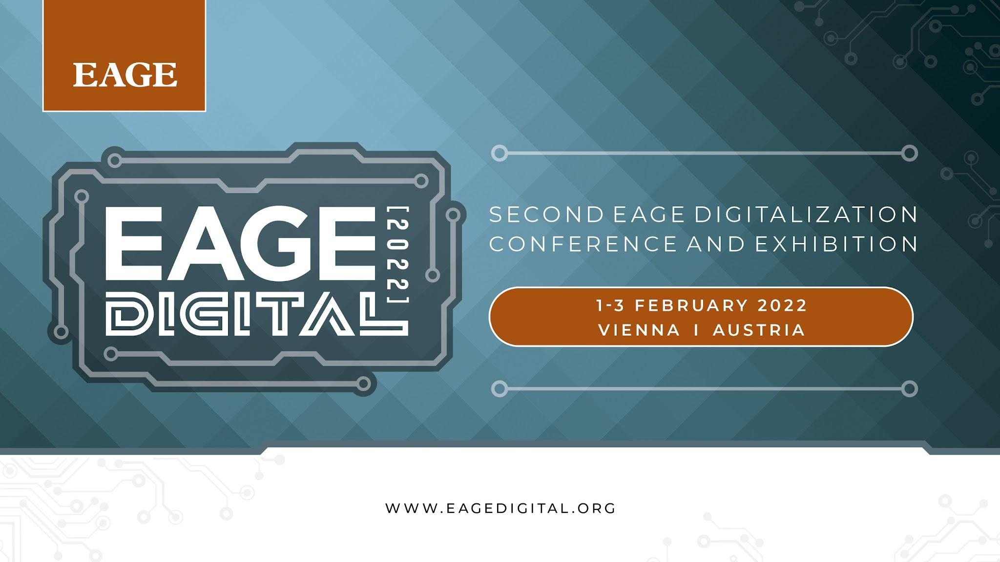 EAGE
EAGE
[2022]
DIGITAL
SECOND EAGE DIGITALIZATION
CONFERENCE AND EXHIBITION
1-3 FEBRUARY 2022
VIENNA I AUSTRIA
WWW.EAGEDIGITAL.ORG